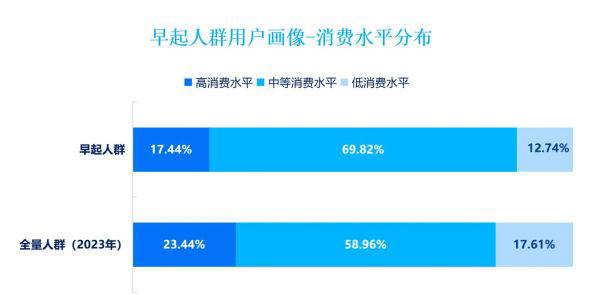 早起人群用户画像-消费水平分布
高消费水平 中等消费水平 低消费水平
早起人群 17.44% 69.82% 12.74%
全量人群（2023年） 23.44% 58.96% 17.61%